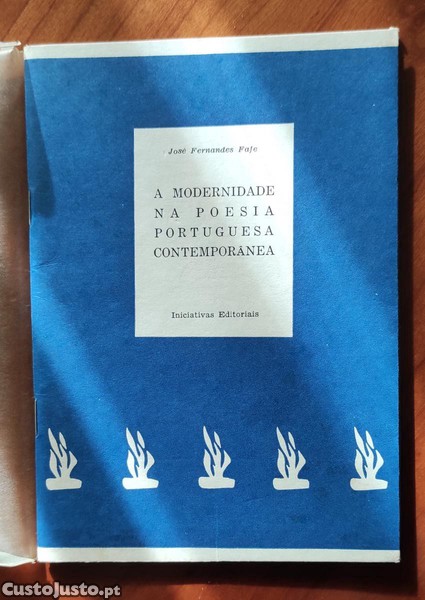 José Fernandes Fafe
A MODERNIDADE
NA POESIA
PORTUGUESA
CONTEMPORÂNEA
Iniciativas Editoriais
CustoJusto.pt